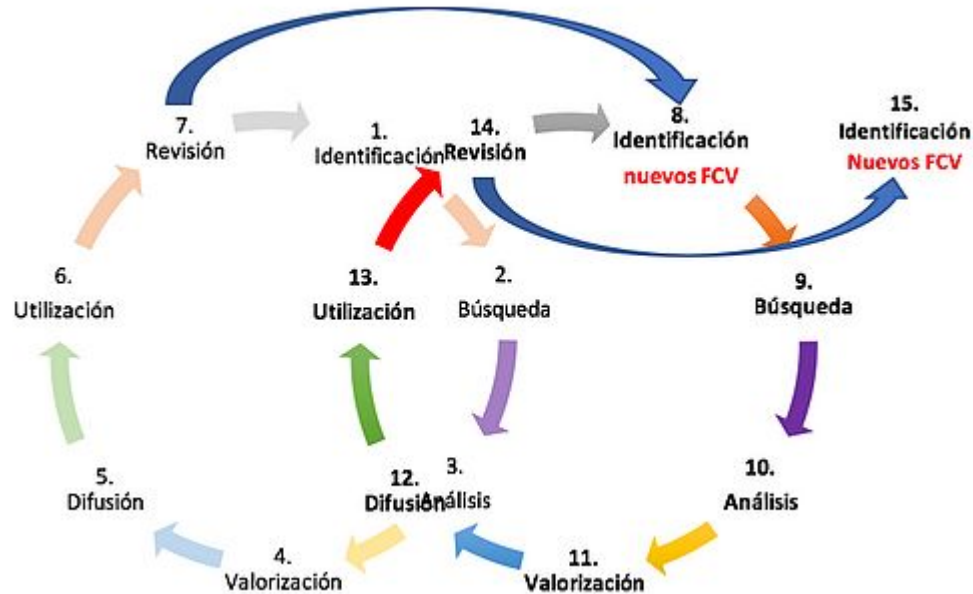 7.
Revisión
1.
Identificación
14.
Revisión
8.
Identificación
nuevos FCV
15.
Identificación
Nuevos FCV
6.
Utilización
13.
Utilización
2.
Búsqueda
9.
Búsqueda
5.
Difusión
12.
Difusión
3.
Análisis
10.
Análisis
4.
Valorización
11.
Valorización